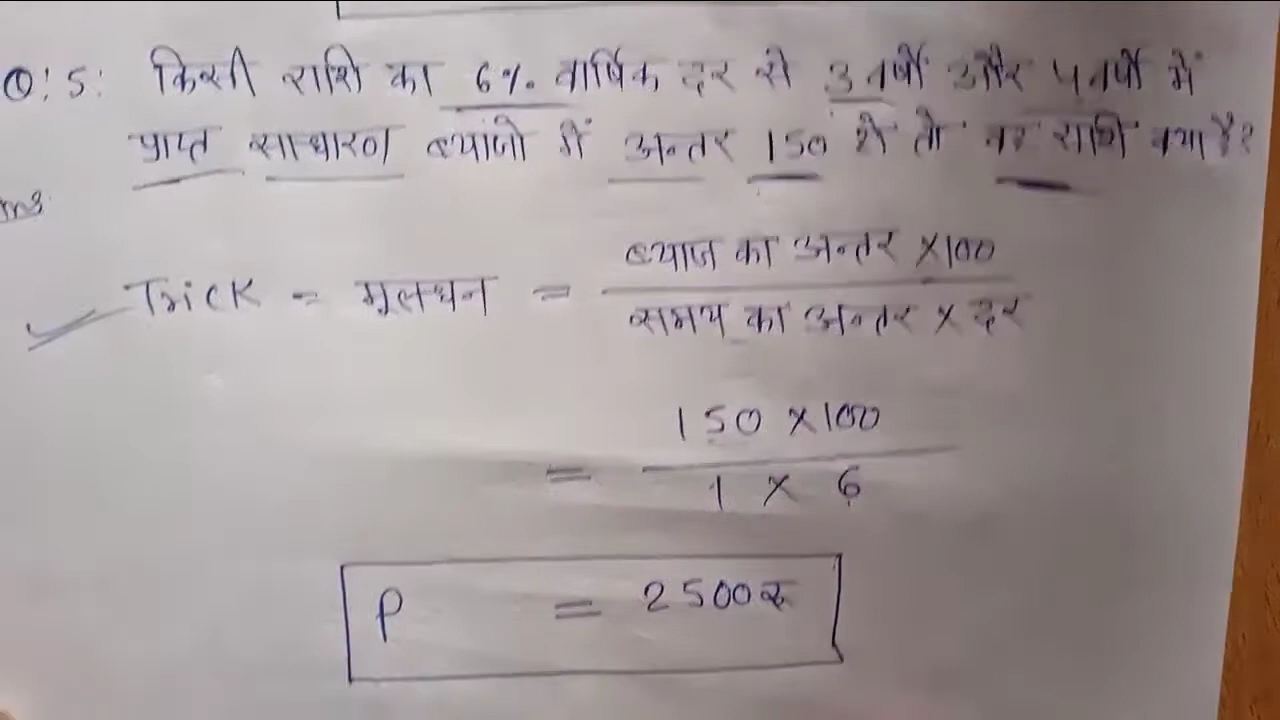 Q: 5: किसी राशि का 6% वार्षिक दर से 3 वर्षो और 4 वर्षो में
प्राप्त साधारण ब्याजो में अन्तर 150 है तो वह राशि क्या है?
Ans
Trick - मूलधन = ब्याज का अन्तर ×100
समय का अन्तर × दर
= 150 ×100
1 × 6
P = 2500रु